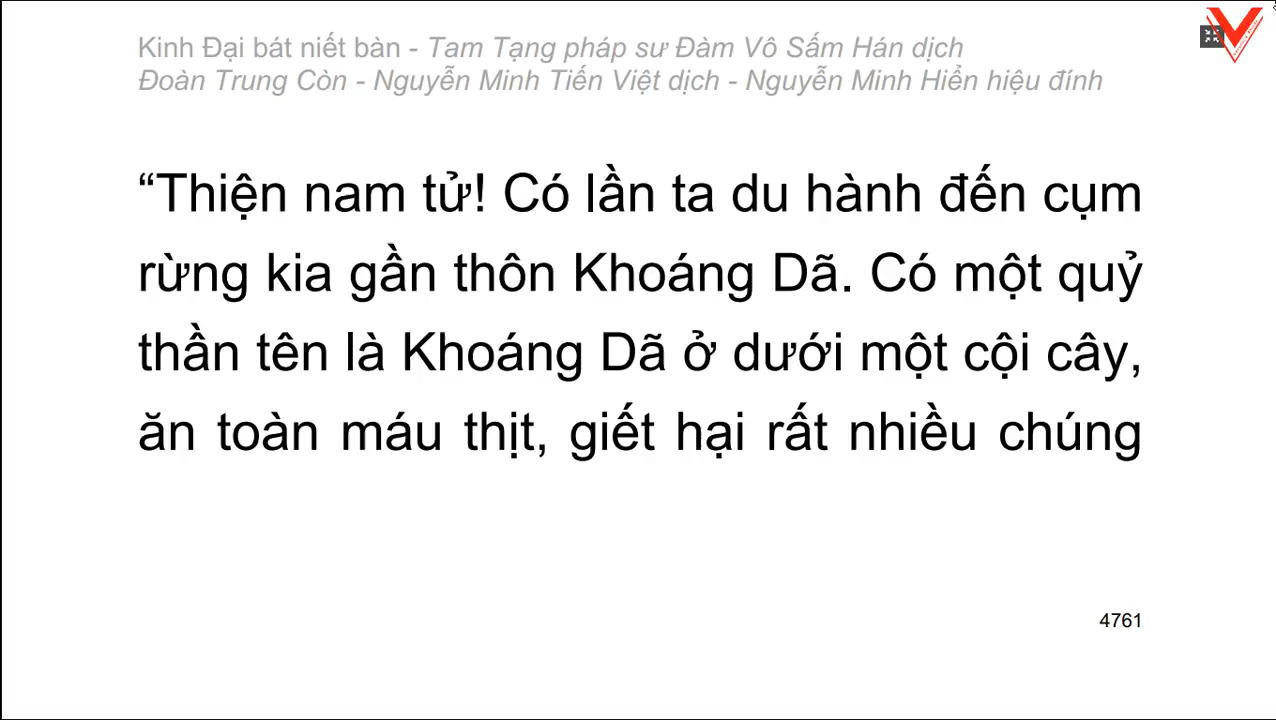 Kinh Đại bát niết bàn - Tam Tạng pháp sư Đàm Vô Sấm Hán dịch
Đoàn Trung Còn - Nguyễn Minh Tiến Việt dịch - Nguyễn Minh Hiển hiệu đính
“Thiện nam tử! Có lần ta du hành đến cụm
rừng kia gần thôn Khoáng Dã. Có một quỷ
thần tên là Khoáng Dã ở dưới một cội cây,
ăn toàn máu thịt, giết hại rất nhiều chúng
4761